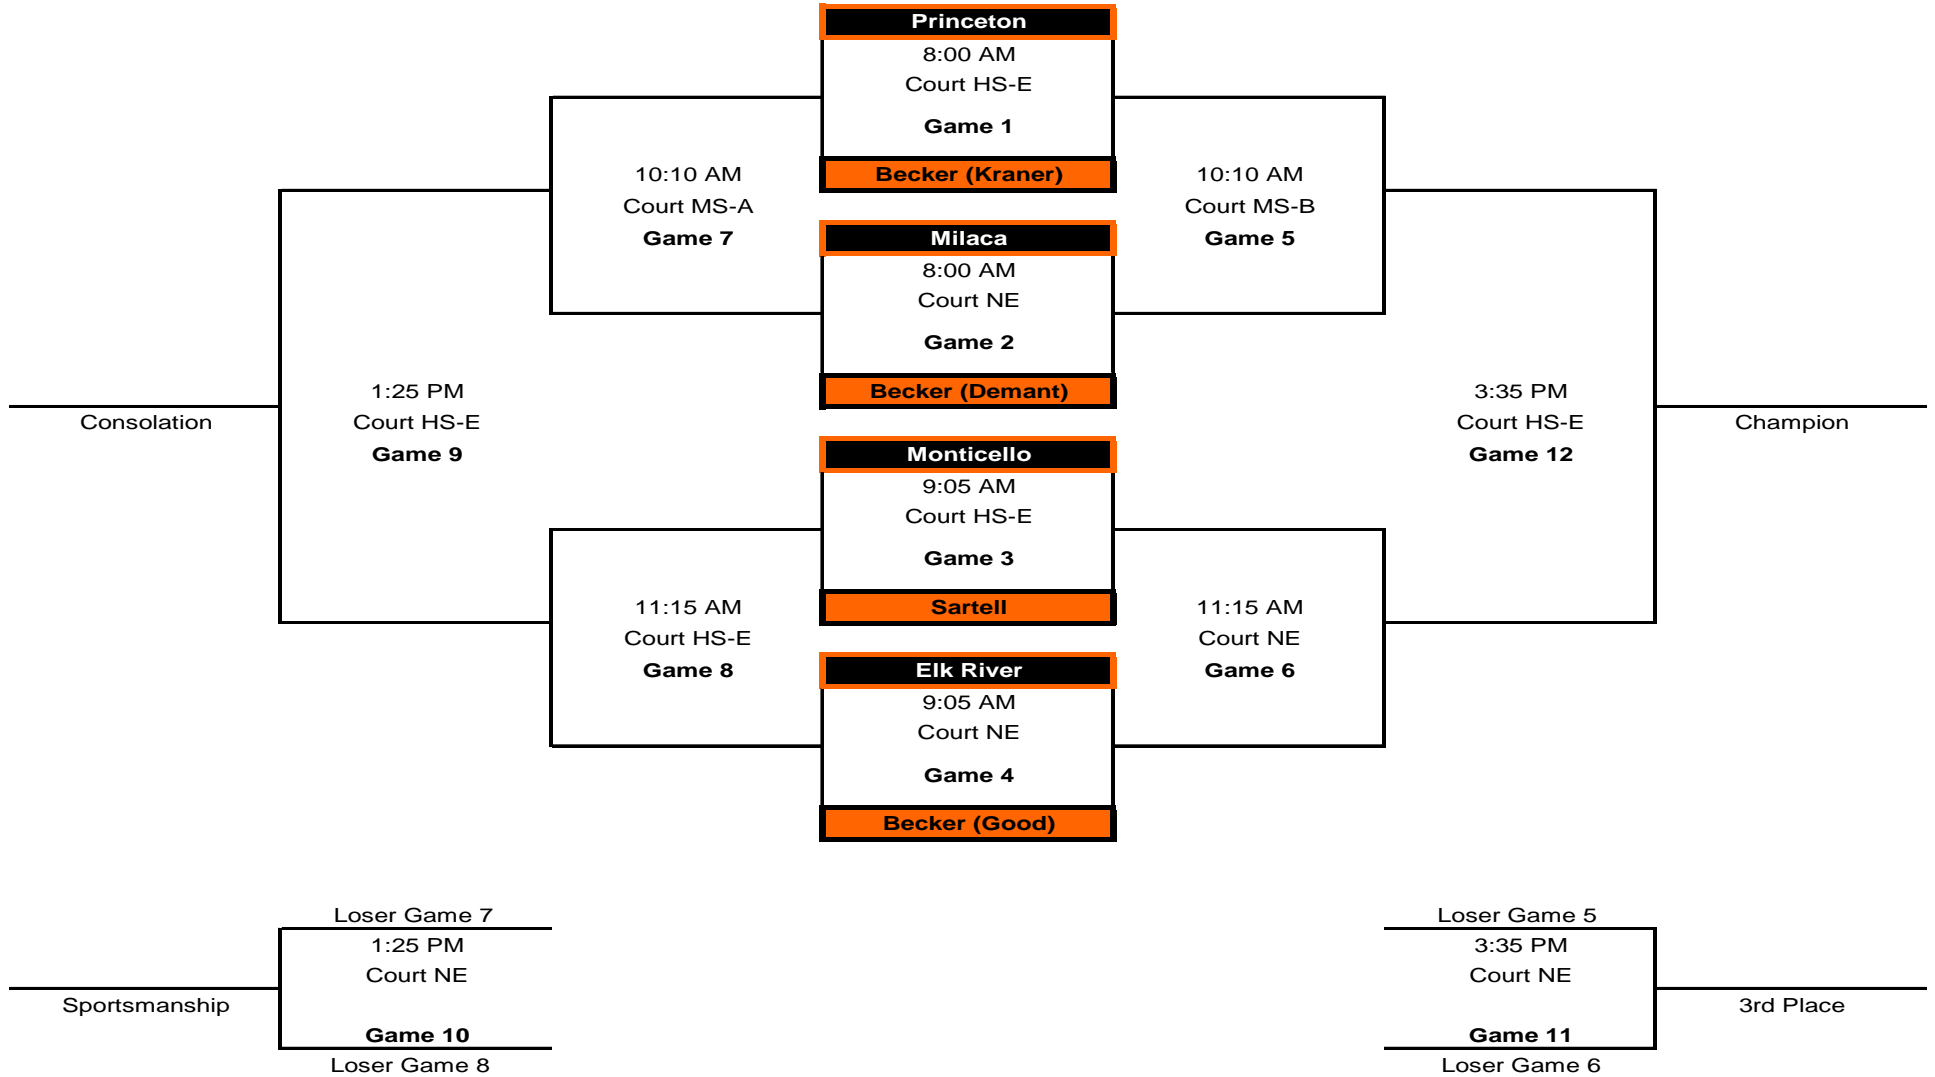 Princeton
8:00 AM
Court HS-E
Game 1
Becker (Kraner)
10:10 AM
Court MS-A
Game 7
10:10 AM
Court MS-B
Game 5
Milaca
8:00 AM
Court NE
Game 2
Becker (Demant)
Consolation
1:25 PM
Court HS-E
Game 9
3:35 PM
Court HS-E
Game 12
Champion
Monticello
9:05 AM
Court HS-E
Game 3
Sartell
11:15 AM
Court HS-E
Game 8
11:15 AM
Court NE
Game 6
Elk River
9:05 AM
Court NE
Game 4
Becker (Good)
Loser Game 7
1:25 PM
Court NE
Sportsmanship
Game 10
Loser Game 8
Loser Game 5
3:35 PM
Court NE
3rd Place
Game 11
Loser Game 6